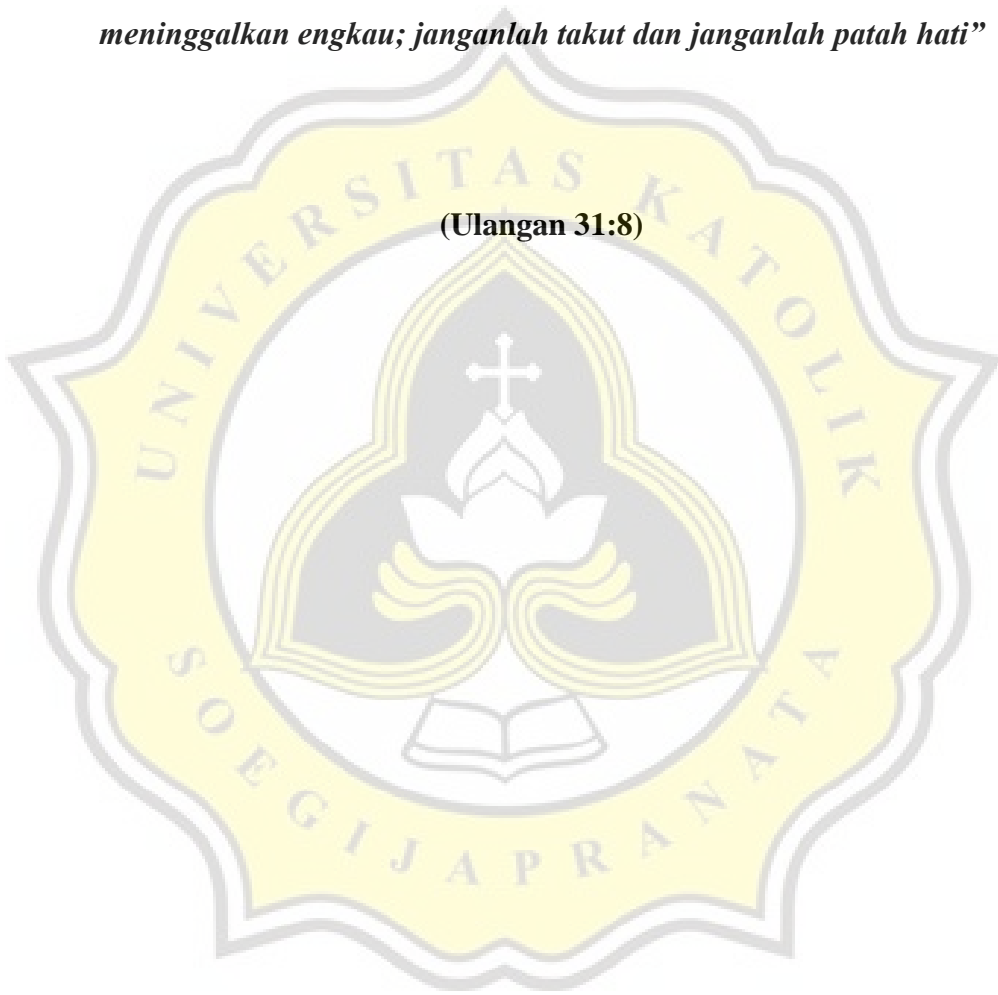 meninggalkan engkau; janganlah takut dan janganlah patah hati”
(Ulangan 31:8)
UNIVERSITAS KATOLIK
SOEGIJAPRANATA